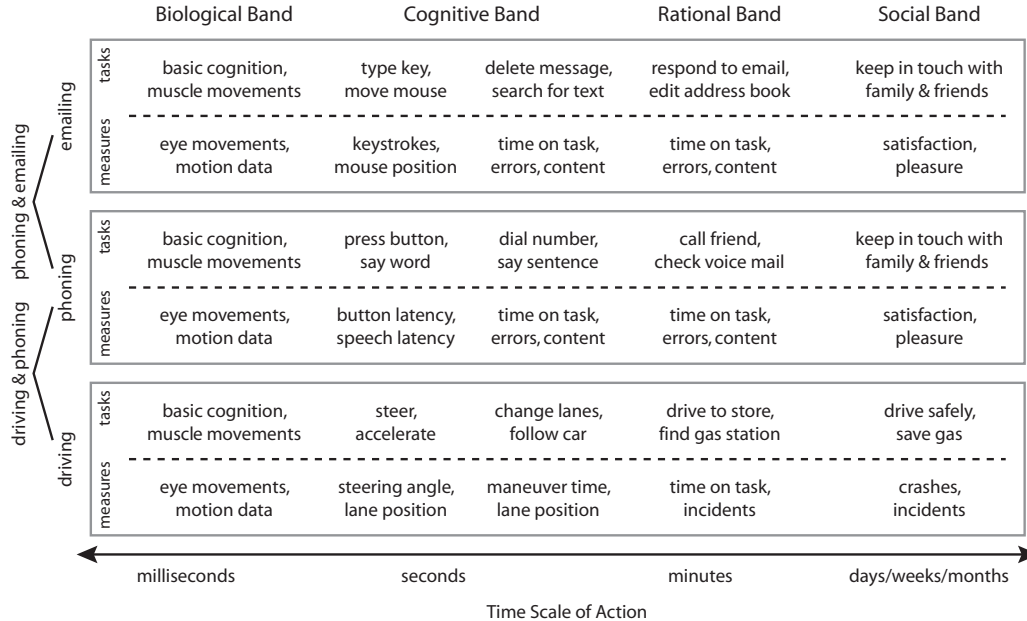 Biological Band
Cognitive Band
Rational Band
Social Band
phoning & emailing
driving & phoning
emailing
tasks
basic cognition,
muscle movements
type key,
move mouse
delete message,
search for text
respond to email,
edit address book
keep in touch with
family & friends
measures
eye movements,
motion data
keystrokes,
mouse position
time on task,
errors, content
time on task,
errors, content
satisfaction,
pleasure
phoning
tasks
basic cognition,
muscle movements
press button,
say word
dial number,
say sentence
call friend,
check voice mail
keep in touch with
family & friends
measures
eye movements,
motion data
button latency,
speech latency
time on task,
errors, content
time on task,
errors, content
satisfaction,
pleasure
driving
tasks
basic cognition,
muscle movements
steer,
accelerate
change lanes,
follow car
drive to store,
find gas station
drive safely,
save gas
measures
eye movements,
motion data
steering angle,
lane position
maneuver time,
lane position
time on task,
incidents
crashes,
incidents
milliseconds
seconds
minutes
days/weeks/months
Time Scale of Action